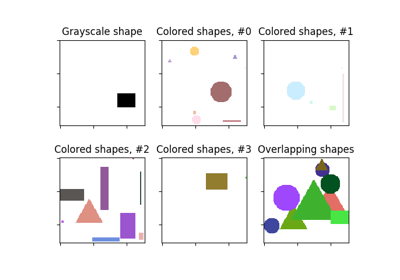 Grayscale shape
Colored shapes, #0
Colored shapes, #1
Colored shapes, #2
Colored shapes, #3
Overlapping shapes